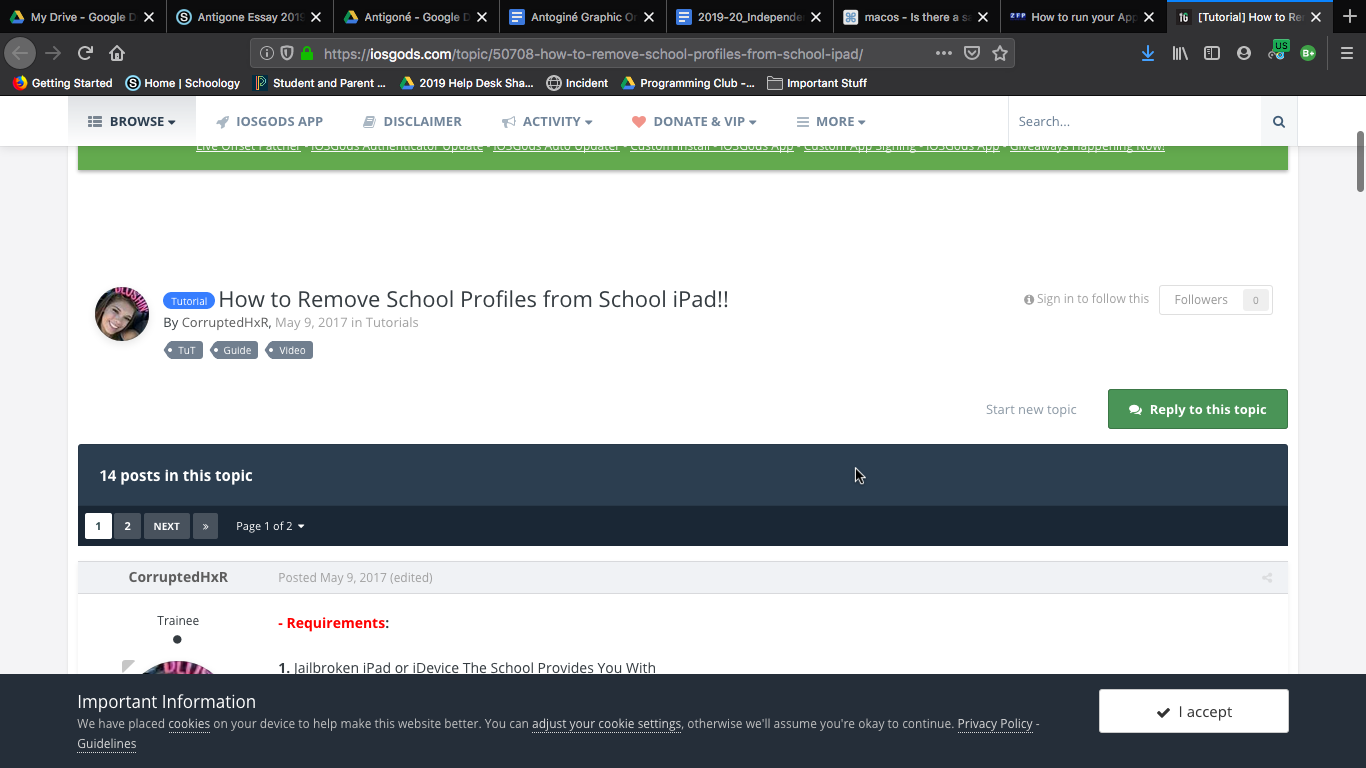 My Drive - Google D
Antigone Essay 2019
Antigoné - Google D
Antoginé Graphic O
2019-20_Independe
macos - Is there a s
How to run your App
[Tutorial] How to Re
https://iosgods.com/topic/50708-how-to-remove-school-profiles-from-school-ipad/
US
B+
Getting Started
Home | Schoology
Student and Parent ...
2019 Help Desk Sha...
Incident
Programming Club -...
Important Stuff
BROWSE
IOSGODS APP
DISCLAIMER
ACTIVITY
DONATE & VIP
MORE
Search...
Live Offset Patcher - iOSGods Authenticator Update - iOSGods Auto Updater - Custom Install - iOSGods App - Custom App Signing - iOSGods App - Giveaways Happening Now!
Tutorial How to Remove School Profiles from School iPad!!
By CorruptedHxR, May 9, 2017 in Tutorials
TuT Guide Video
Sign in to follow this
Followers 0
Start new topic
Reply to this topic
14 posts in this topic
1 2 NEXT » Page 1 of 2
CorruptedHxR
Posted May 9, 2017 (edited)
Trainee
- Requirements:
1. Jailbroken iPad or iDevice The School Provides You With
Important Information
We have placed cookies on your device to help make this website better. You can adjust your cookie settings, otherwise we'll assume you're okay to continue. Privacy Policy -
Guidelines
I accept